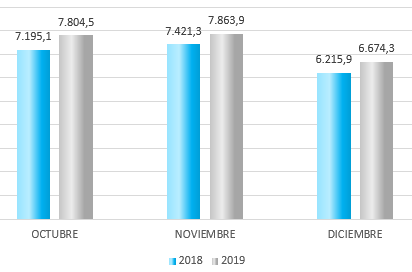 7.195,1 7.804,5 7.421,3 7.863,9 6.215,9 6.674,3
OCTUBRE NOVIEMBRE DICIEMBRE
2018 2019